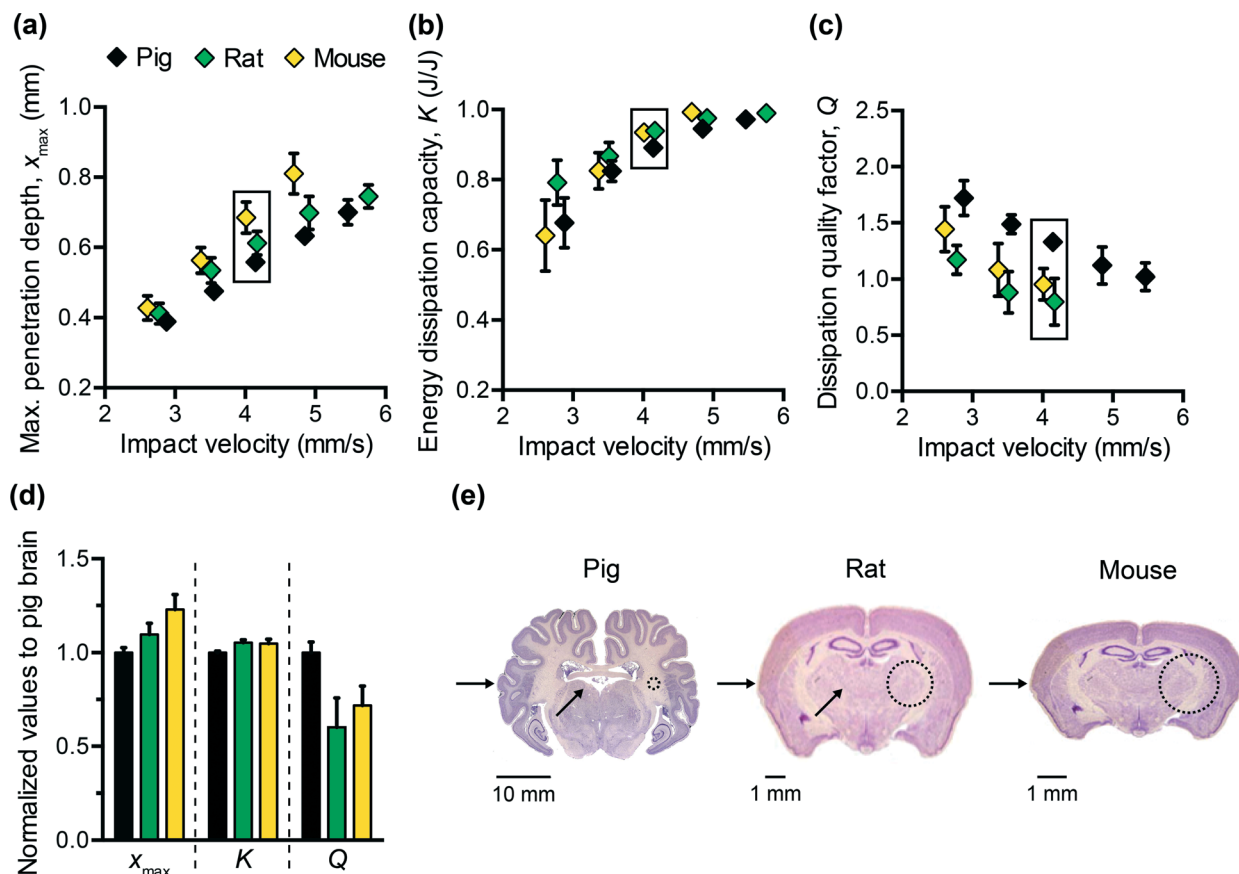 (a)
Pig Rat Mouse
Max. penetration depth, xmax (mm)
1.0
0.8
0.6
0.4
0.2
2 3 4 5 6
Impact velocity (mm/s)
(b)
Energy dissipation capacity, K (J/J)
1.0
0.8
0.6
0.4
0.2
2 3 4 5 6
Impact velocity (mm/s)
(c)
Dissipation quality factor, Q
2.5
2.0
1.5
1.0
0.5
0.0
2 3 4 5 6
Impact velocity (mm/s)
(d)
Normalized values to pig brain
1.5
1.0
0.5
0.0
xmax K Q
(e)
Pig Rat Mouse
10 mm 1 mm 1 mm